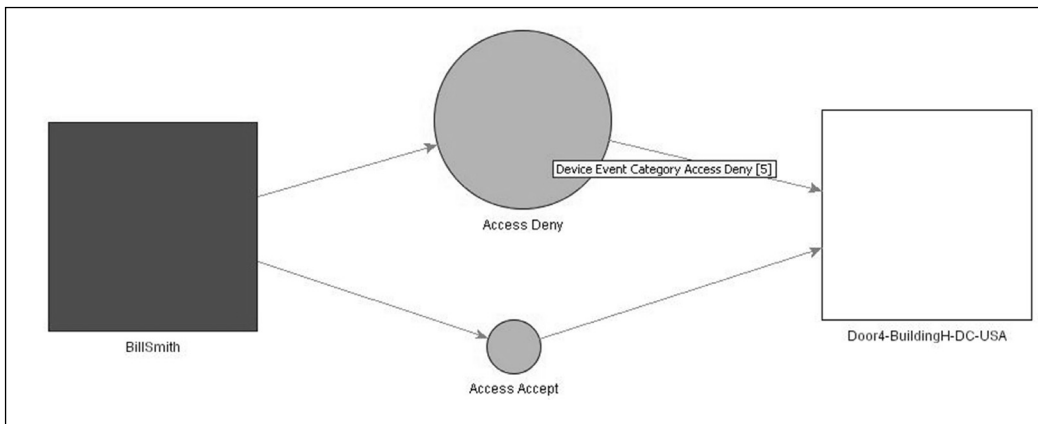 Device Event Category Access Deny [5]
Access Deny
BillSmith
Door4-BuildingH-DC-USA
Access Accept